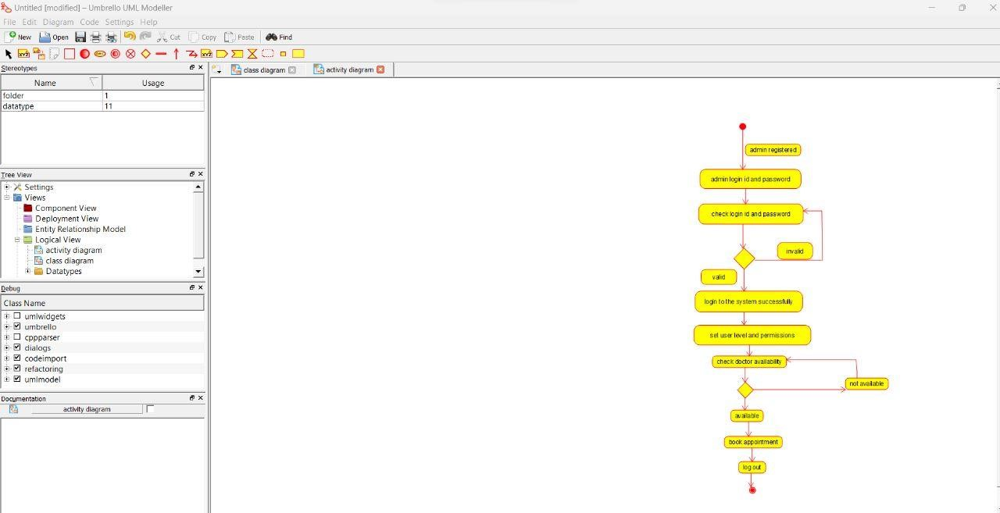 Untitled [modified] – Umbrello UML Modeller
File Edit Diagram Code Settings Help
New Open Cut Copy Paste Find
XYZ XYZ
Stereotypes
Name Usage
folder 1
datatype 11
Tree View
Settings
Views
Component View
Deployment View
Entity Relationship Model
Logical View
activity diagram
class diagram
Datatypes
Debug
Class Name
umlwidgets
umbrello
cppparser
dialogs
codeimport
refactoring
umlmodel
Documentation
activity diagram
class diagram activity diagram
admin registered
admin login id and password
check login id and password
invalid
valid
login to the system successfully
set user level and permissions
check doctor availability
not available
available
book appointment
log out